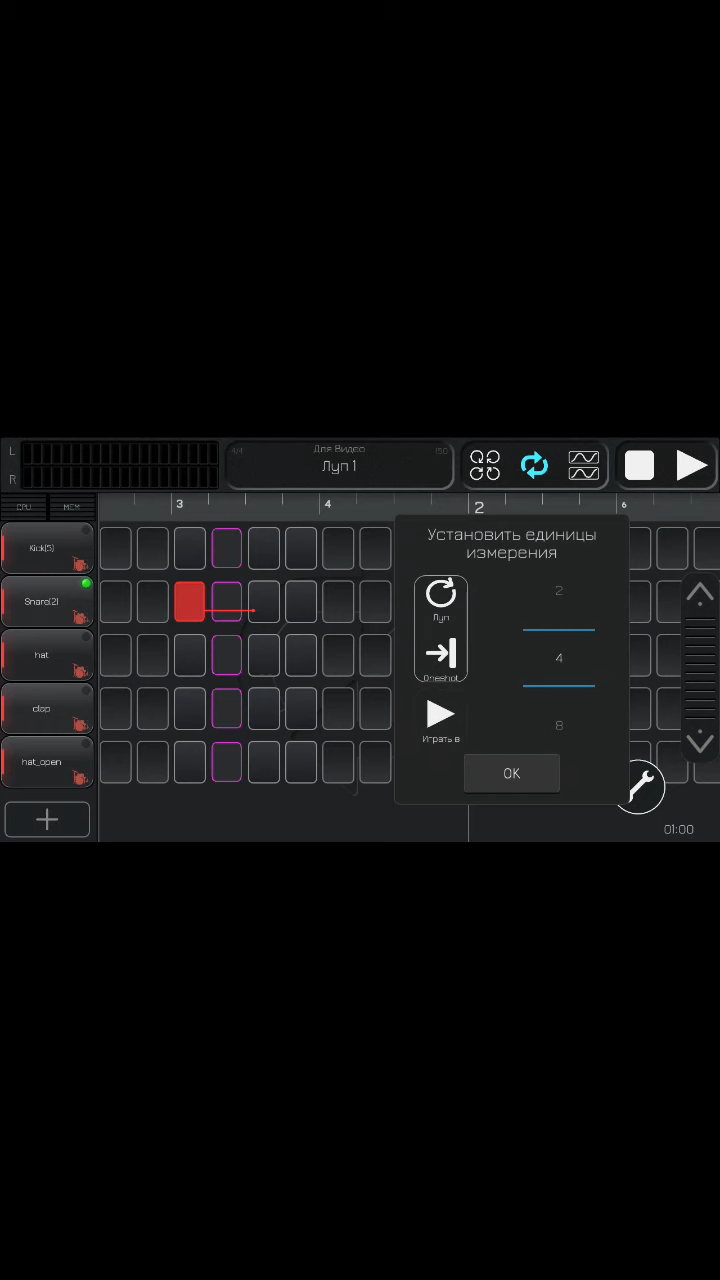 L
R
4/4
Для Видео
150
Луп 1
CPU
MEM
3
4
2
6
Kick(5)
Snare(2)
hat
clap
hat_open
Установить единицы
измерения
Луп
Oneshot
Играть в
2
4
8
OK
01:00